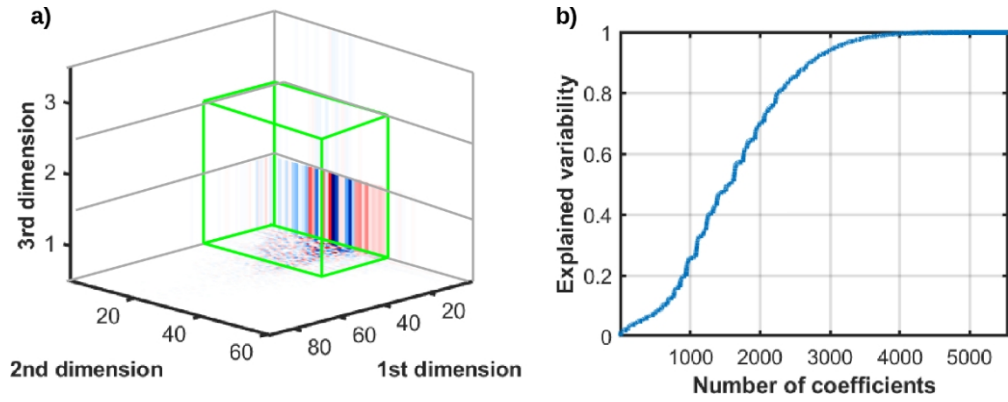 a)
3
2
1
3rd dimension
20
40
60
2nd dimension
80
60
40
20
1st dimension
b)
1
0.8
0.6
0.4
0.2
0
Explained variability
1000 2000 3000 4000 5000
Number of coefficients